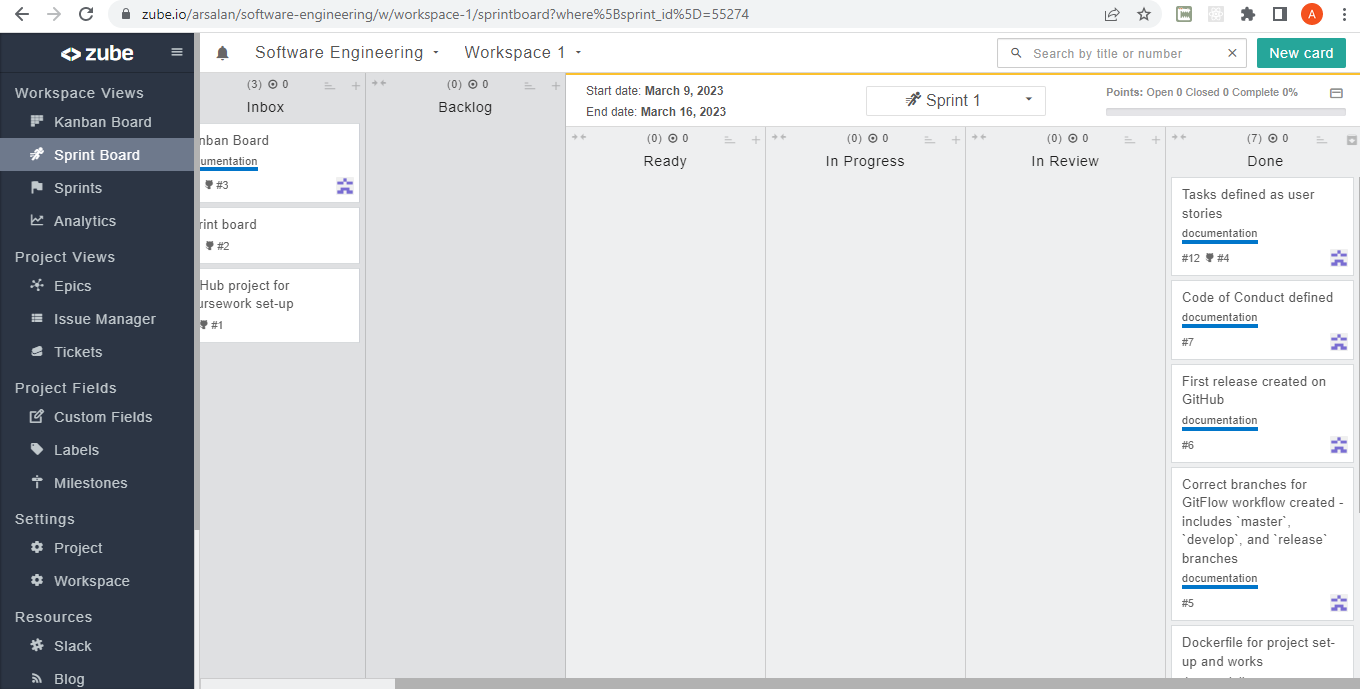 zube.io/arsalan/software-engineering/w/workspace-1/sprintboard?where%5Bsprint_id%5D=55274
A
zube
Software Engineering
Workspace 1
Search by title or number
New card
Workspace Views
Kanban Board
Sprint Board
Sprints
Analytics
Project Views
Epics
Issue Manager
Tickets
Project Fields
Custom Fields
Labels
Milestones
Settings
Project
Workspace
Resources
Slack
Blog
(3) 0
Inbox
nban Board
umentation
#3
rint board
#2
Hub project for
ursework set-up
#1
(0) 0
Backlog
Start date: March 9, 2023
End date: March 16, 2023
Sprint 1
Points: Open 0 Closed 0 Complete 0%
(0) 0
Ready
(0) 0
In Progress
(0) 0
In Review
(7) 0
Done
Tasks defined as user
stories
documentation
#12 #4
Code of Conduct defined
documentation
#7
First release created on
GitHub
documentation
#6
Correct branches for
GitFlow workflow created -
includes `master`,
`develop`, and `release`
branches
documentation
#5
Dockerfile for project set-
up and works